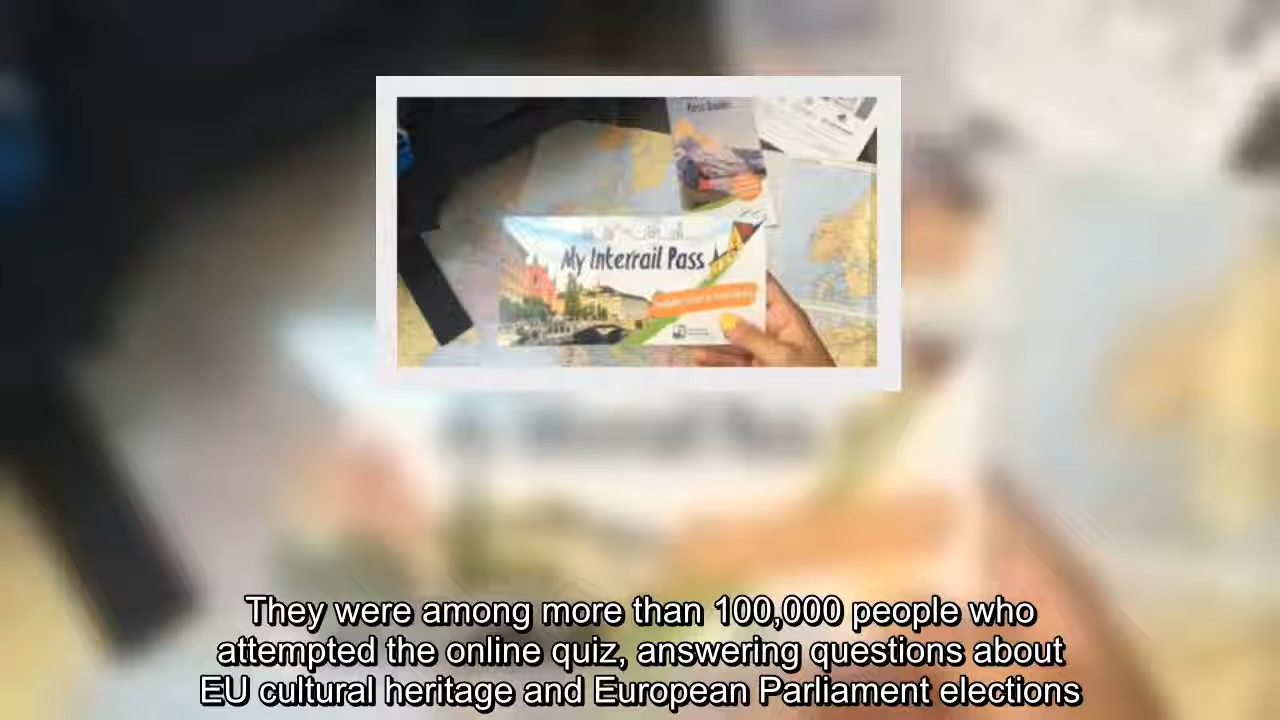 My Interrail Pass
They were among more than 100,000 people who
attempted the online quiz, answering questions about
EU cultural heritage and European Parliament elections